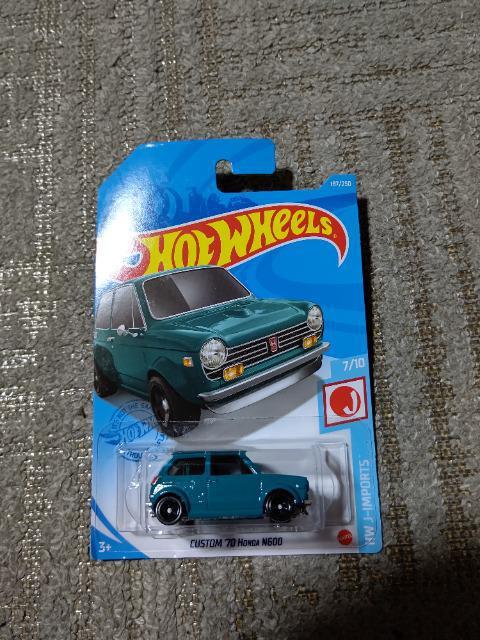 187/250
HOT WHEELS
7/10
J
HW J-IMPORTS
CUSTOM '70 HONDA N600
3+